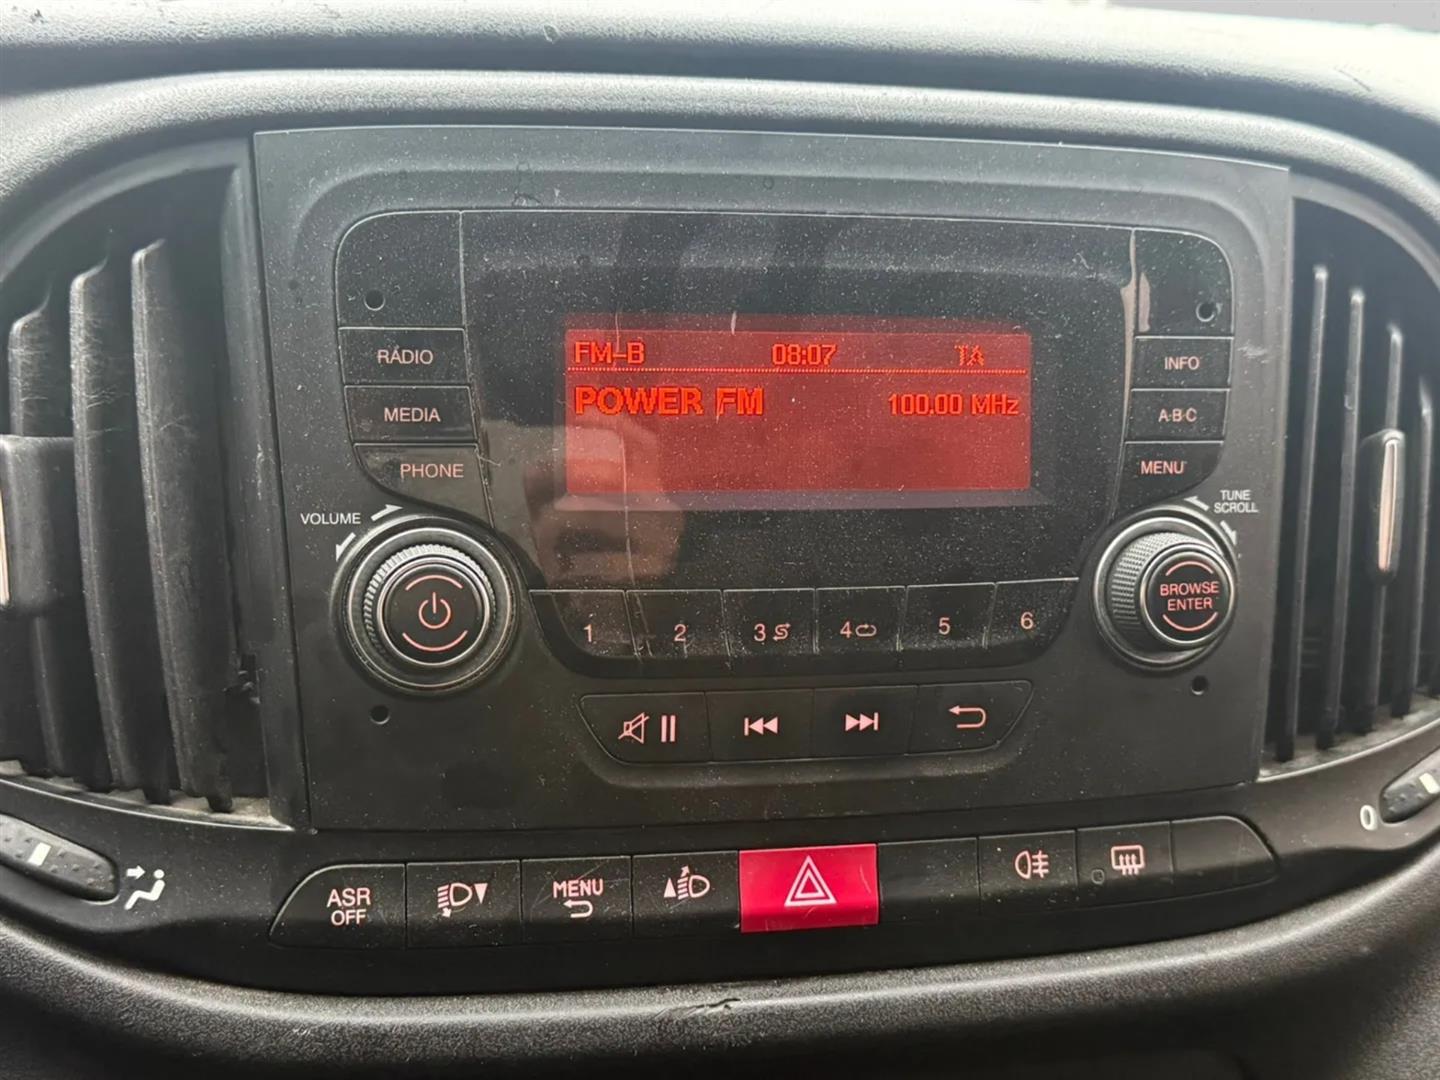 FM-B 08:07 TA
POWER FM 100.00 MHz
RADIO
MEDIA
PHONE
INFO
A·B·C
MENU
VOLUME
TUNE
SCROLL
BROWSE
ENTER
1 2 3 4 5 6
ASR
OFF
MENU
0